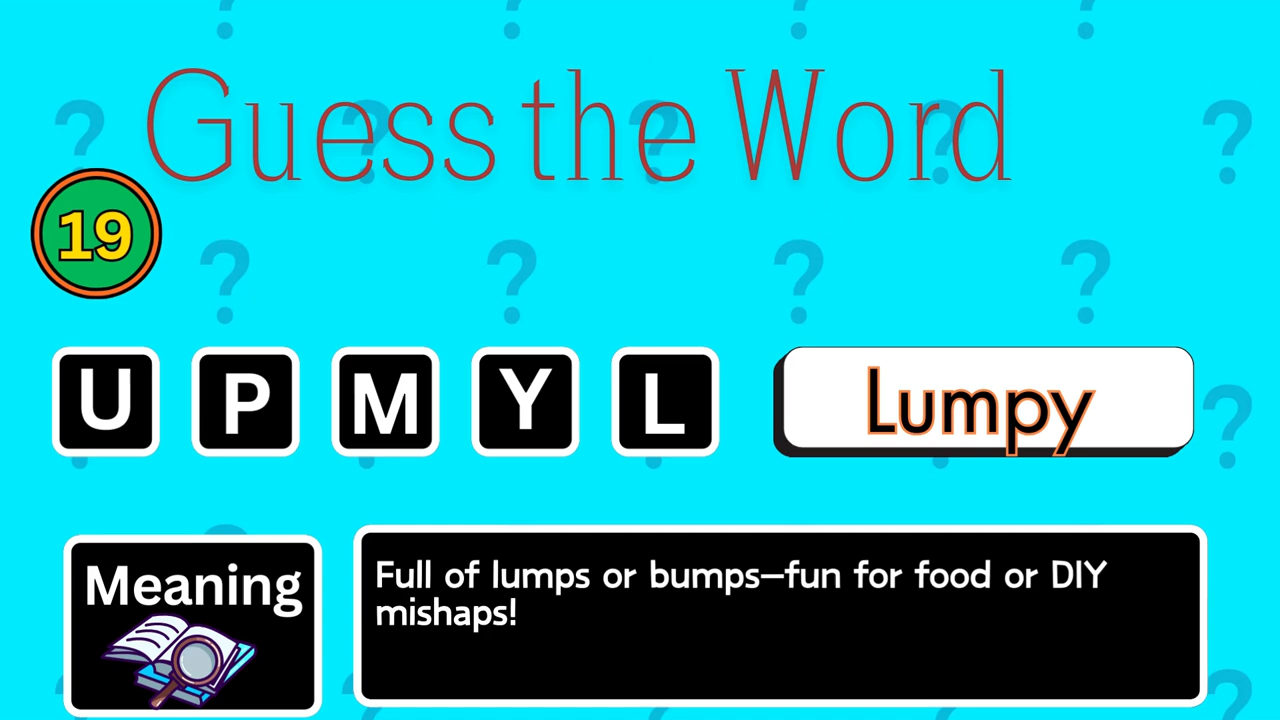 Guess the Word
19
U P M Y L
Lumpy
Meaning
Full of lumps or bumps–fun for food or DIY
mishaps!